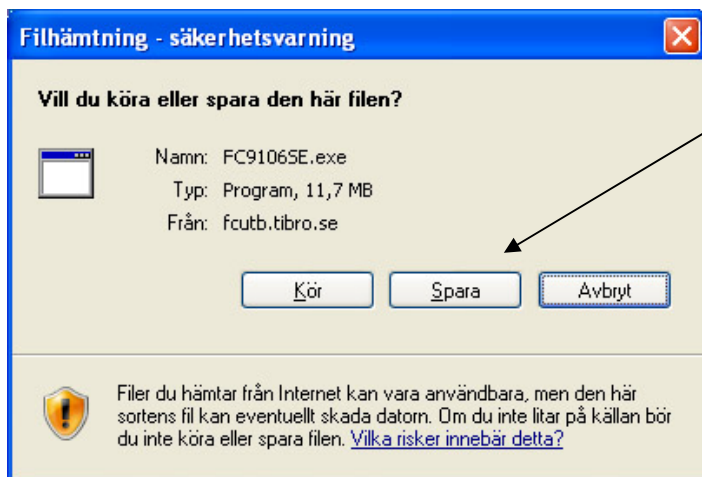 Filhämtning - säkerhetsvarning
Vill du köra eller spara den här filen?
Namn: FC9106SE.exe
Typ: Program, 11,7 MB
Från: fcutb.tibro.se
Kör Spara Avbryt
Filer du hämtar från Internet kan vara användbara, men den här
sortens fil kan eventuellt skada datorn. Om du inte litar på källan bör
du inte köra eller spara filen. Vilka risker innebär detta?